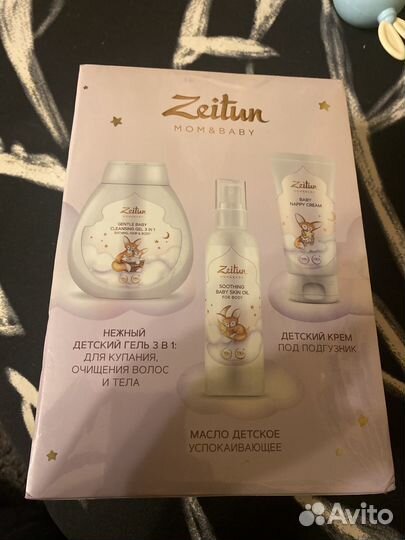 Zeitun
MOM&BABY
Zeitun
GENTLE BABY
CLEANSING GEL 3 IN 1
Zeitun
SOOTHING
BABY SKIN OIL
FOR BODY
Zeitun
BABY
NAPPY CREAM
НЕЖНЫЙ
ДЕТСКИЙ ГЕЛЬ 3 В 1:
ДЛЯ КУПАНИЯ,
ОЧИЩЕНИЯ ВОЛОС
И ТЕЛА
МАСЛО ДЕТСКОЕ
УСПОКАИВАЮЩЕЕ
ДЕТСКИЙ КРЕМ
ПОД ПОДГУЗНИК
Avito